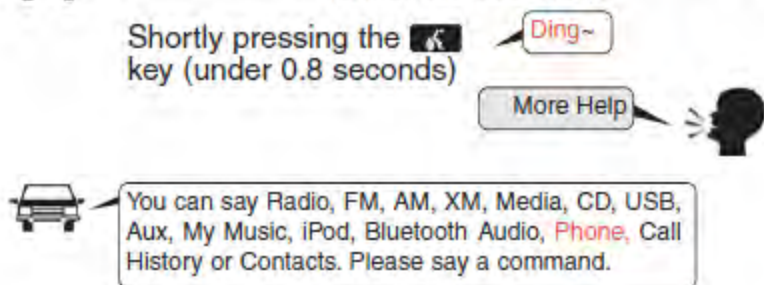 Shortly pressing the
Ding~
key (under 0.8 seconds)
More Help
You can say Radio, FM, AM, XM, Media, CD, USB,
Aux, My Music, iPod, Bluetooth Audio, Phone, Call
History or Contacts. Please say a command.